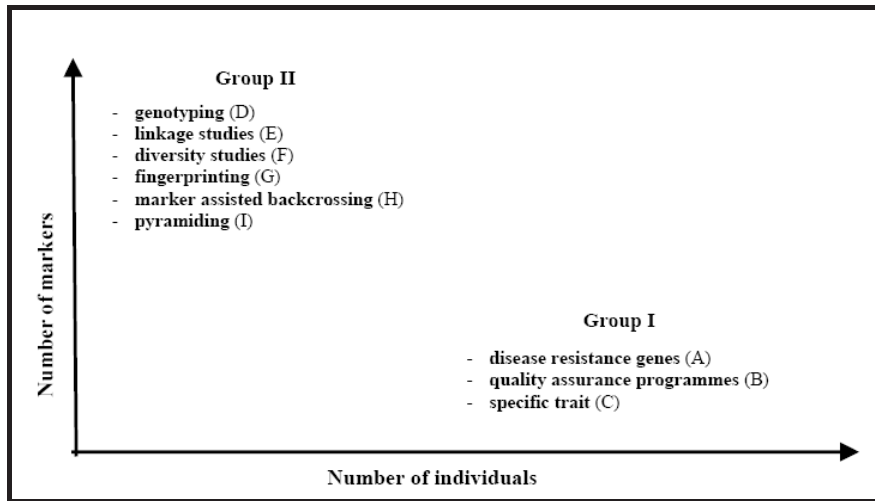 Group II
- genotyping (D)
- linkage studies (E)
- diversity studies (F)
- fingerprinting (G)
- marker assisted backcrossing (H)
- pyramiding (I)
Number of markers
Group I
- disease resistance genes (A)
- quality assurance programmes (B)
- specific trait (C)
Number of individuals